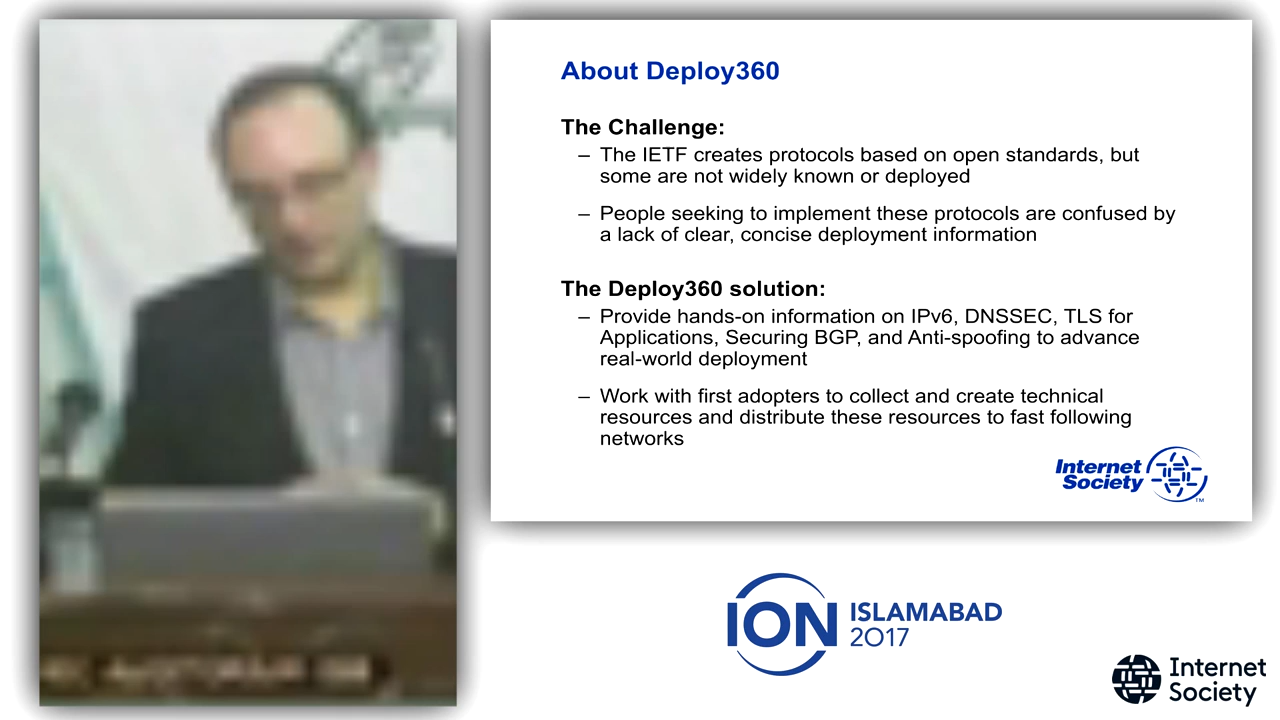 About Deploy360
The Challenge:
– The IETF creates protocols based on open standards, but
some are not widely known or deployed
– People seeking to implement these protocols are confused by
a lack of clear, concise deployment information
The Deploy360 solution:
– Provide hands-on information on IPv6, DNSSEC, TLS for
Applications, Securing BGP, and Anti-spoofing to advance
real-world deployment
– Work with first adopters to collect and create technical
resources and distribute these resources to fast following
networks
Internet
Society
TM
ION ISLAMABAD
2017
Internet
Society